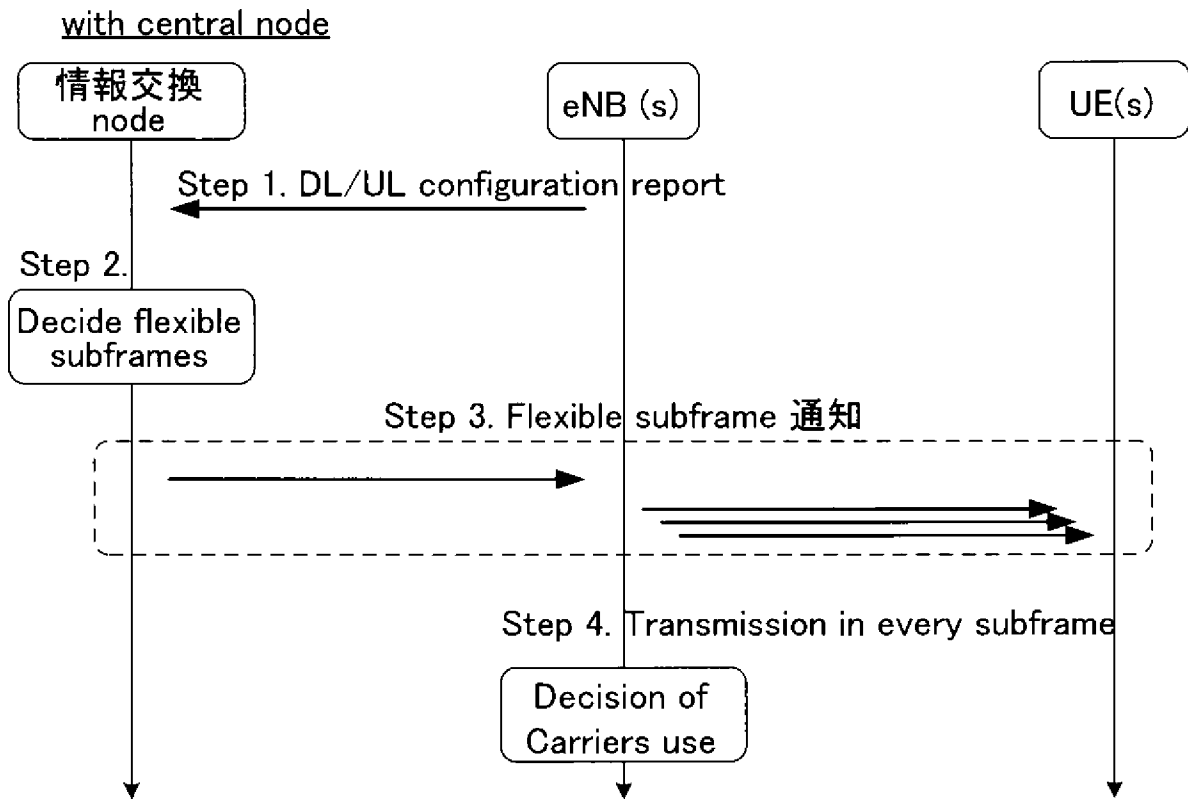 with central node
情報交換
node
eNB (s)
UE(s)
Step 1. DL/UL configuration report
Step 2.
Decide flexible
subframes
Step 3. Flexible subframe 通知
Step 4. Transmission in every subframe
Decision of
Carriers use